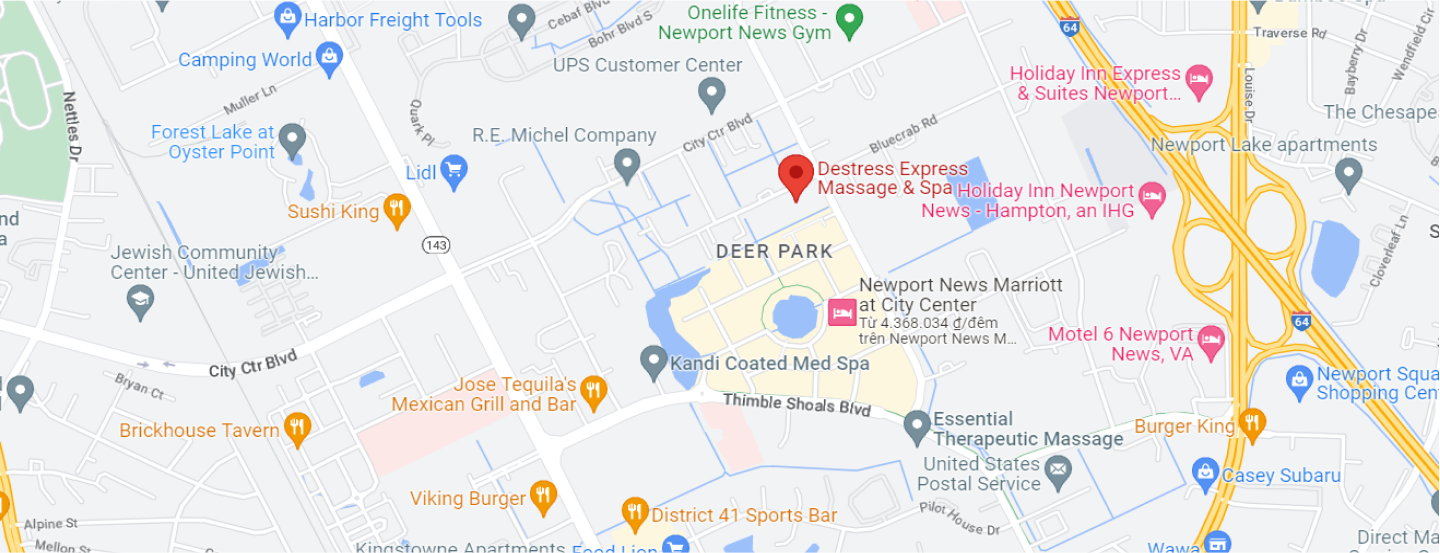 Harbor Freight Tools
Cebaf Blvd
Bohr Blvd S
Onelife Fitness -
Newport News Gym
64
Traverse Rd
Bayberry Dr
Wendfield Cir
Camping World
UPS Customer Center
Holiday Inn Express
& Suites Newport...
Louise Dr
Nettles Dr
Muller Ln
Quark Pl
The Chesape
Forest Lake at
Oyster Point
R.E. Michel Company
City Ctr Blvd
Bluecrab Rd
Newport Lake apartments
Lidl
Destress Express
Massage & Spa
Holiday Inn Newport
News - Hampton, an IHG
Sushi King
nd
a
143
DEER PARK
Cloverleaf Ln
S
Jewish Community
Center - United Jewish...
Newport News Marriott
at City Center
Từ 4.368.034 ₫/đêm
trên Newport News M...
64
Motel 6 Newport
News, VA
City Ctr Blvd
Kandi Coated Med Spa
Bryan Ct
Jose Tequila's
Mexican Grill and Bar
Thimble Shoals Blvd
Newport Squa
Shopping Cent
Brickhouse Tavern
Essential
Therapeutic Massage
Burger King
United States
Postal Service
Casey Subaru
Viking Burger
District 41 Sports Bar
Pilot House Dr
Alpine St
Mellon St
Kingstowne Apartments
Food Lion
Wawa
Direct Ma